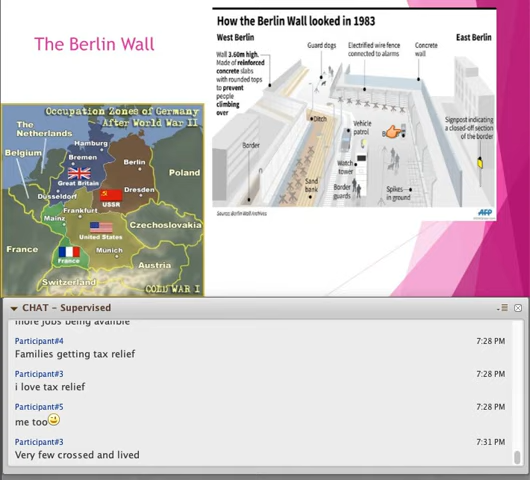 The Berlin Wall
How the Berlin Wall looked in 1983
West Berlin
East Berlin
Guard dogs
Electrified wire fence
connected to alarms
Concrete
wall
Wall 3.60m high.
Made of reinforced
concrete slabs
with rounded tops
to prevent
people
climbing
over
Signpost indicating
a closed-off section
of the border
Ditch
Vehicle
patrol
Border
Watch
tower
Sand
bank
Border
guards
Spikes
in ground
Source: Berlin Wall Archives
AFP
Occupation Zones of Germany
After World War II
The
Netherlands
Belgium
Hamburg
Bremen
Berlin
Poland
Great Britain
Dusseldorf
USSR
Dresden
Frankfurt
Mainz
United States
Czechoslovakia
France
France
Munich
Austria
Switzerland
COLD WAR I
CHAT - Supervised
more jobs being availble
Participant#4
7:28 PM
Families getting tax relief
Participant#3
7:28 PM
i love tax relief
Participant#5
7:28 PM
me too
Participant#3
7:31 PM
Very few crossed and lived